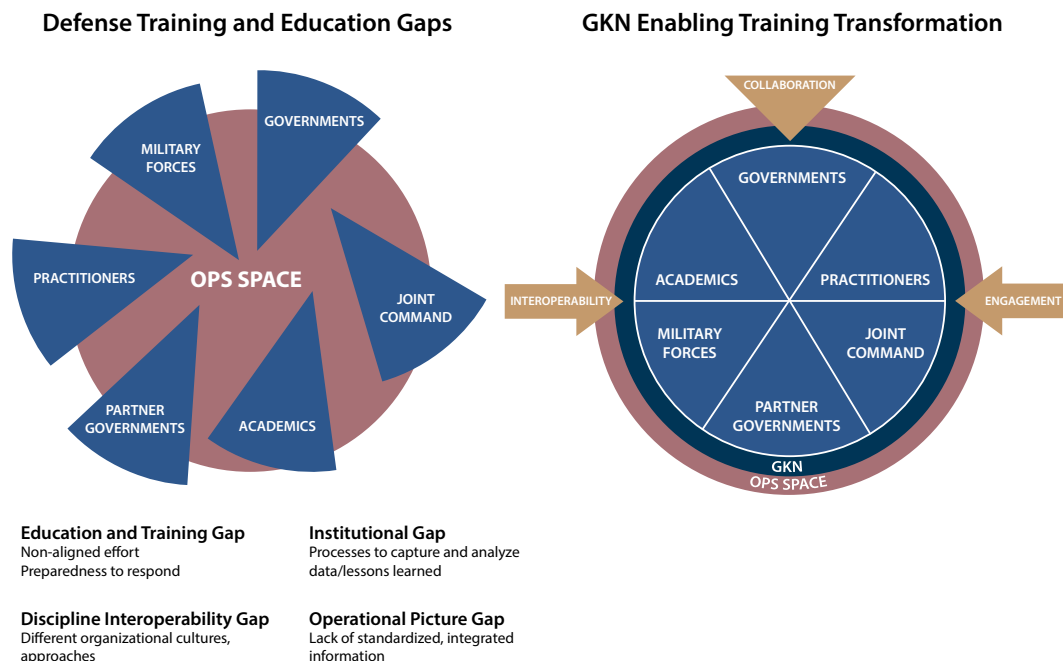 Defense Training and Education Gaps
GOVERNMENTS
MILITARY
FORCES
PRACTITIONERS
OPS SPACE
JOINT
COMMAND
PARTNER
GOVERNMENTS
ACADEMICS
Education and Training Gap
Non-aligned effort
Preparedness to respond
Institutional Gap
Processes to capture and analyze
data/lessons learned
Discipline Interoperability Gap
Different organizational cultures,
approaches
Operational Picture Gap
Lack of standardized, integrated
information
GKN Enabling Training Transformation
COLLABORATION
GOVERNMENTS
ACADEMICS
PRACTITIONERS
INTEROPERABILITY
ENGAGEMENT
MILITARY
FORCES
JOINT
COMMAND
PARTNER
GOVERNMENTS
GKN
OPS SPACE